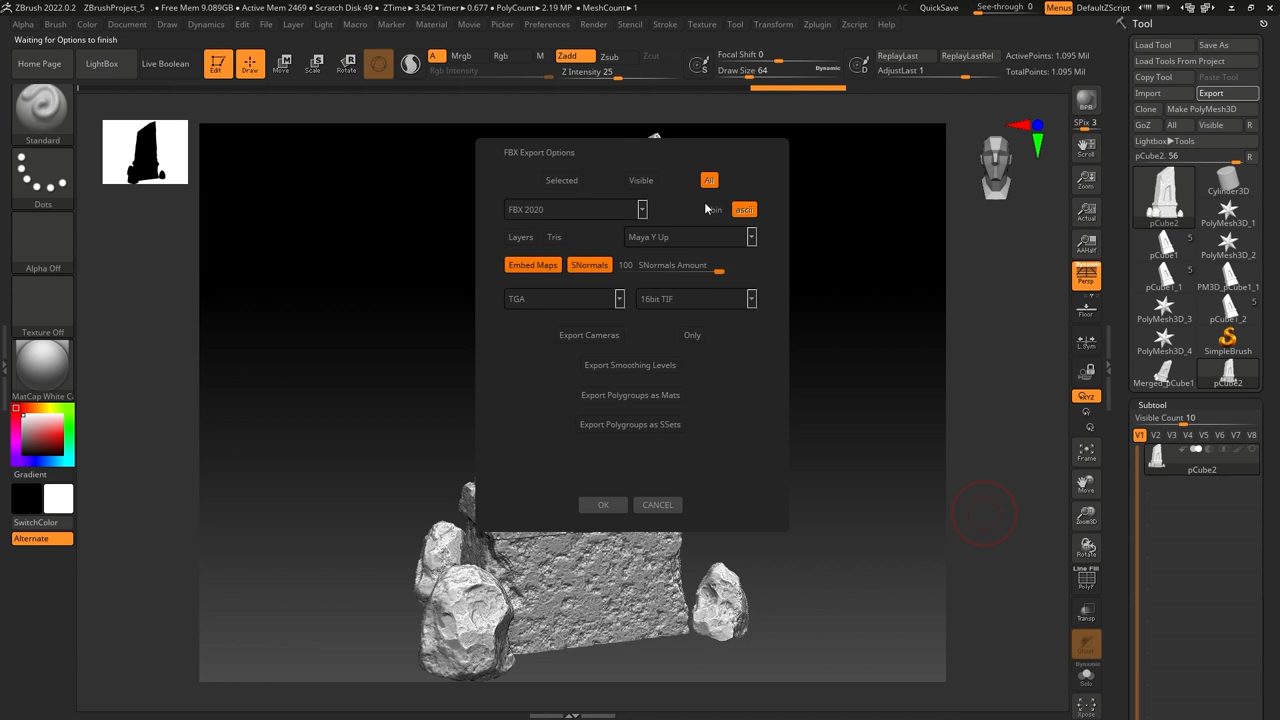 ZBrush 2022.0.2 ZBrushProject_5 . • Free Mem 9.089GB • Active Mem 2469 • Scratch Disk 49 • ZTime▸3.542 Timer▸0.677 • PolyCount▸2.19 MP • MeshCount▸1 AC QuickSave See-through 0 Menus DefaultZScript
Alpha Brush Color Document Draw Dynamics Edit File Layer Light Macro Marker Material Movie Picker Preferences Render Stencil Stroke Texture Tool Transform Zplugin Zscript Help
Waiting for Options to finish
Home Page LightBox Live Boolean Edit Draw Move Scale Rotate
A Mrgb Rgb M Zadd Zsub Zcut
Rgb Intensity Z Intensity 25
Focal Shift 0
Draw Size 64 Dynamic
ReplayLast ReplayLastRel ActivePoints: 1.095 Mil
AdjustLast 1 TotalPoints: 1.095 Mil
Standard
Dots
Alpha Off
Texture Off
MatCap White C
Gradient
SwitchColor
Alternate
FBX Export Options
Selected Visible All
FBX 2020 ascii
Layers Tris Maya Y Up
Embed Maps SNormals 100 SNormals Amount
TGA 16bit TIF
Export Cameras Only
Export Smoothing Levels
Export Polygroups as Mats
Export Polygroups as SSets
OK CANCEL
BPR
SPix 3
Scroll
Zoom
Actual
AAHalf
Dynamic
Persp
Floor
L.Sym
XYZ
Frame
Move
Zoom3D
Rotate
Line Fill
PolyF
Transp
Ghost
Dynamic
Solo
Xpose
Tool
Load Tool Save As
Load Tools From Project
Copy Tool Paste Tool
Import Export
Clone Make PolyMesh3D
GoZ All Visible R
Lightbox▸Tools
pCube2. 56 R
pCube2 Cylinder3D
PolyMesh3D_1
5
pCube1 PolyMesh3D_2
5
pCube1_1 PM3D_pCube1_1
5
PolyMesh3D_3 pCube1_2
PolyMesh3D_4 SimpleBrush
Merged_pCube1 pCube2
Subtool
Visible Count 10
V1 V2 V3 V4 V5 V6 V7 V8
pCube2